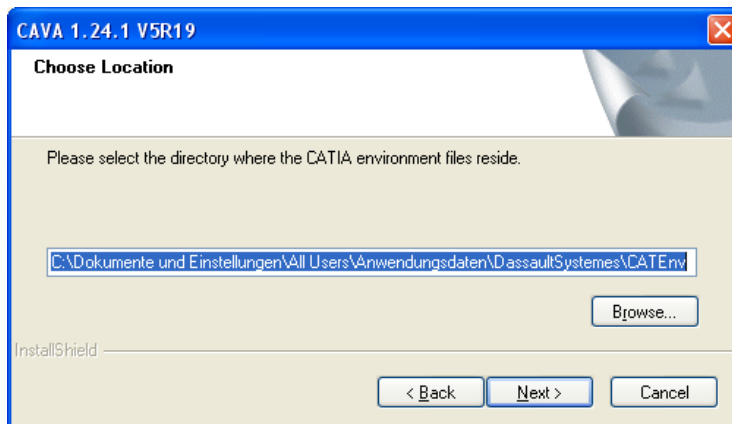 CAVA 1.24.1 V5R19
Choose Location
Please select the directory where the CATIA environment files reside.
C:\Dokumente und Einstellungen\All Users\Anwendungsdaten\DassaultSystemes\CATEnv
Browse...
InstallShield
< Back Next > Cancel